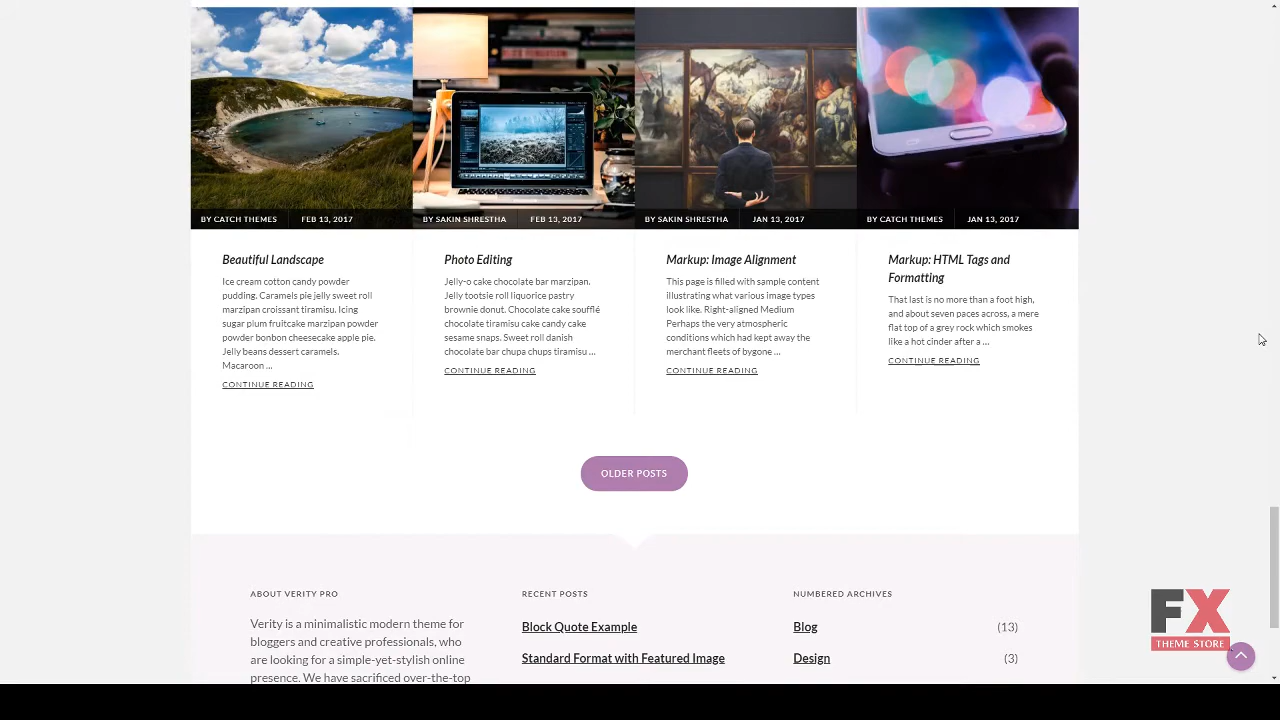 BY CATCH THEMES FEB 13, 2017
BY SAKIN SHRESTHA FEB 13, 2017
BY SAKIN SHRESTHA JAN 13, 2017
BY CATCH THEMES JAN 13, 2017
Beautiful Landscape
Ice cream cotton candy powder
pudding. Caramels pie jelly sweet roll
marzipan croissant tiramisu. Icing
sugar plum fruitcake marzipan powder
powder bonbon cheesecake apple pie.
Jelly beans dessert caramels.
Macaroon ...
CONTINUE READING
Photo Editing
Jelly-o cake chocolate bar marzipan.
Jelly tootsie roll liquorice pastry
brownie donut. Chocolate cake soufflé
chocolate tiramisu cake candy cake
sesame snaps. Sweet roll danish
chocolate bar chupa chups tiramisu ...
CONTINUE READING
Markup: Image Alignment
This page is filled with sample content
illustrating what various image types
look like. Right-aligned Medium
Perhaps the very atmospheric
conditions which had kept away the
merchant fleets of bygone ...
CONTINUE READING
Markup: HTML Tags and
Formatting
That last is no more than a foot high,
and about seven paces across, a mere
flat top of a grey rock which smokes
like a hot cinder after a ...
CONTINUE READING
OLDER POSTS
ABOUT VERITY PRO
Verity is a minimalistic modern theme for
bloggers and creative professionals, who
are looking for a simple-yet-stylish online
presence. We have sacrificed over-the-top
RECENT POSTS
Block Quote Example
Standard Format with Featured Image
NUMBERED ARCHIVES
Blog (13)
Design (3)
FX
THEME STORE